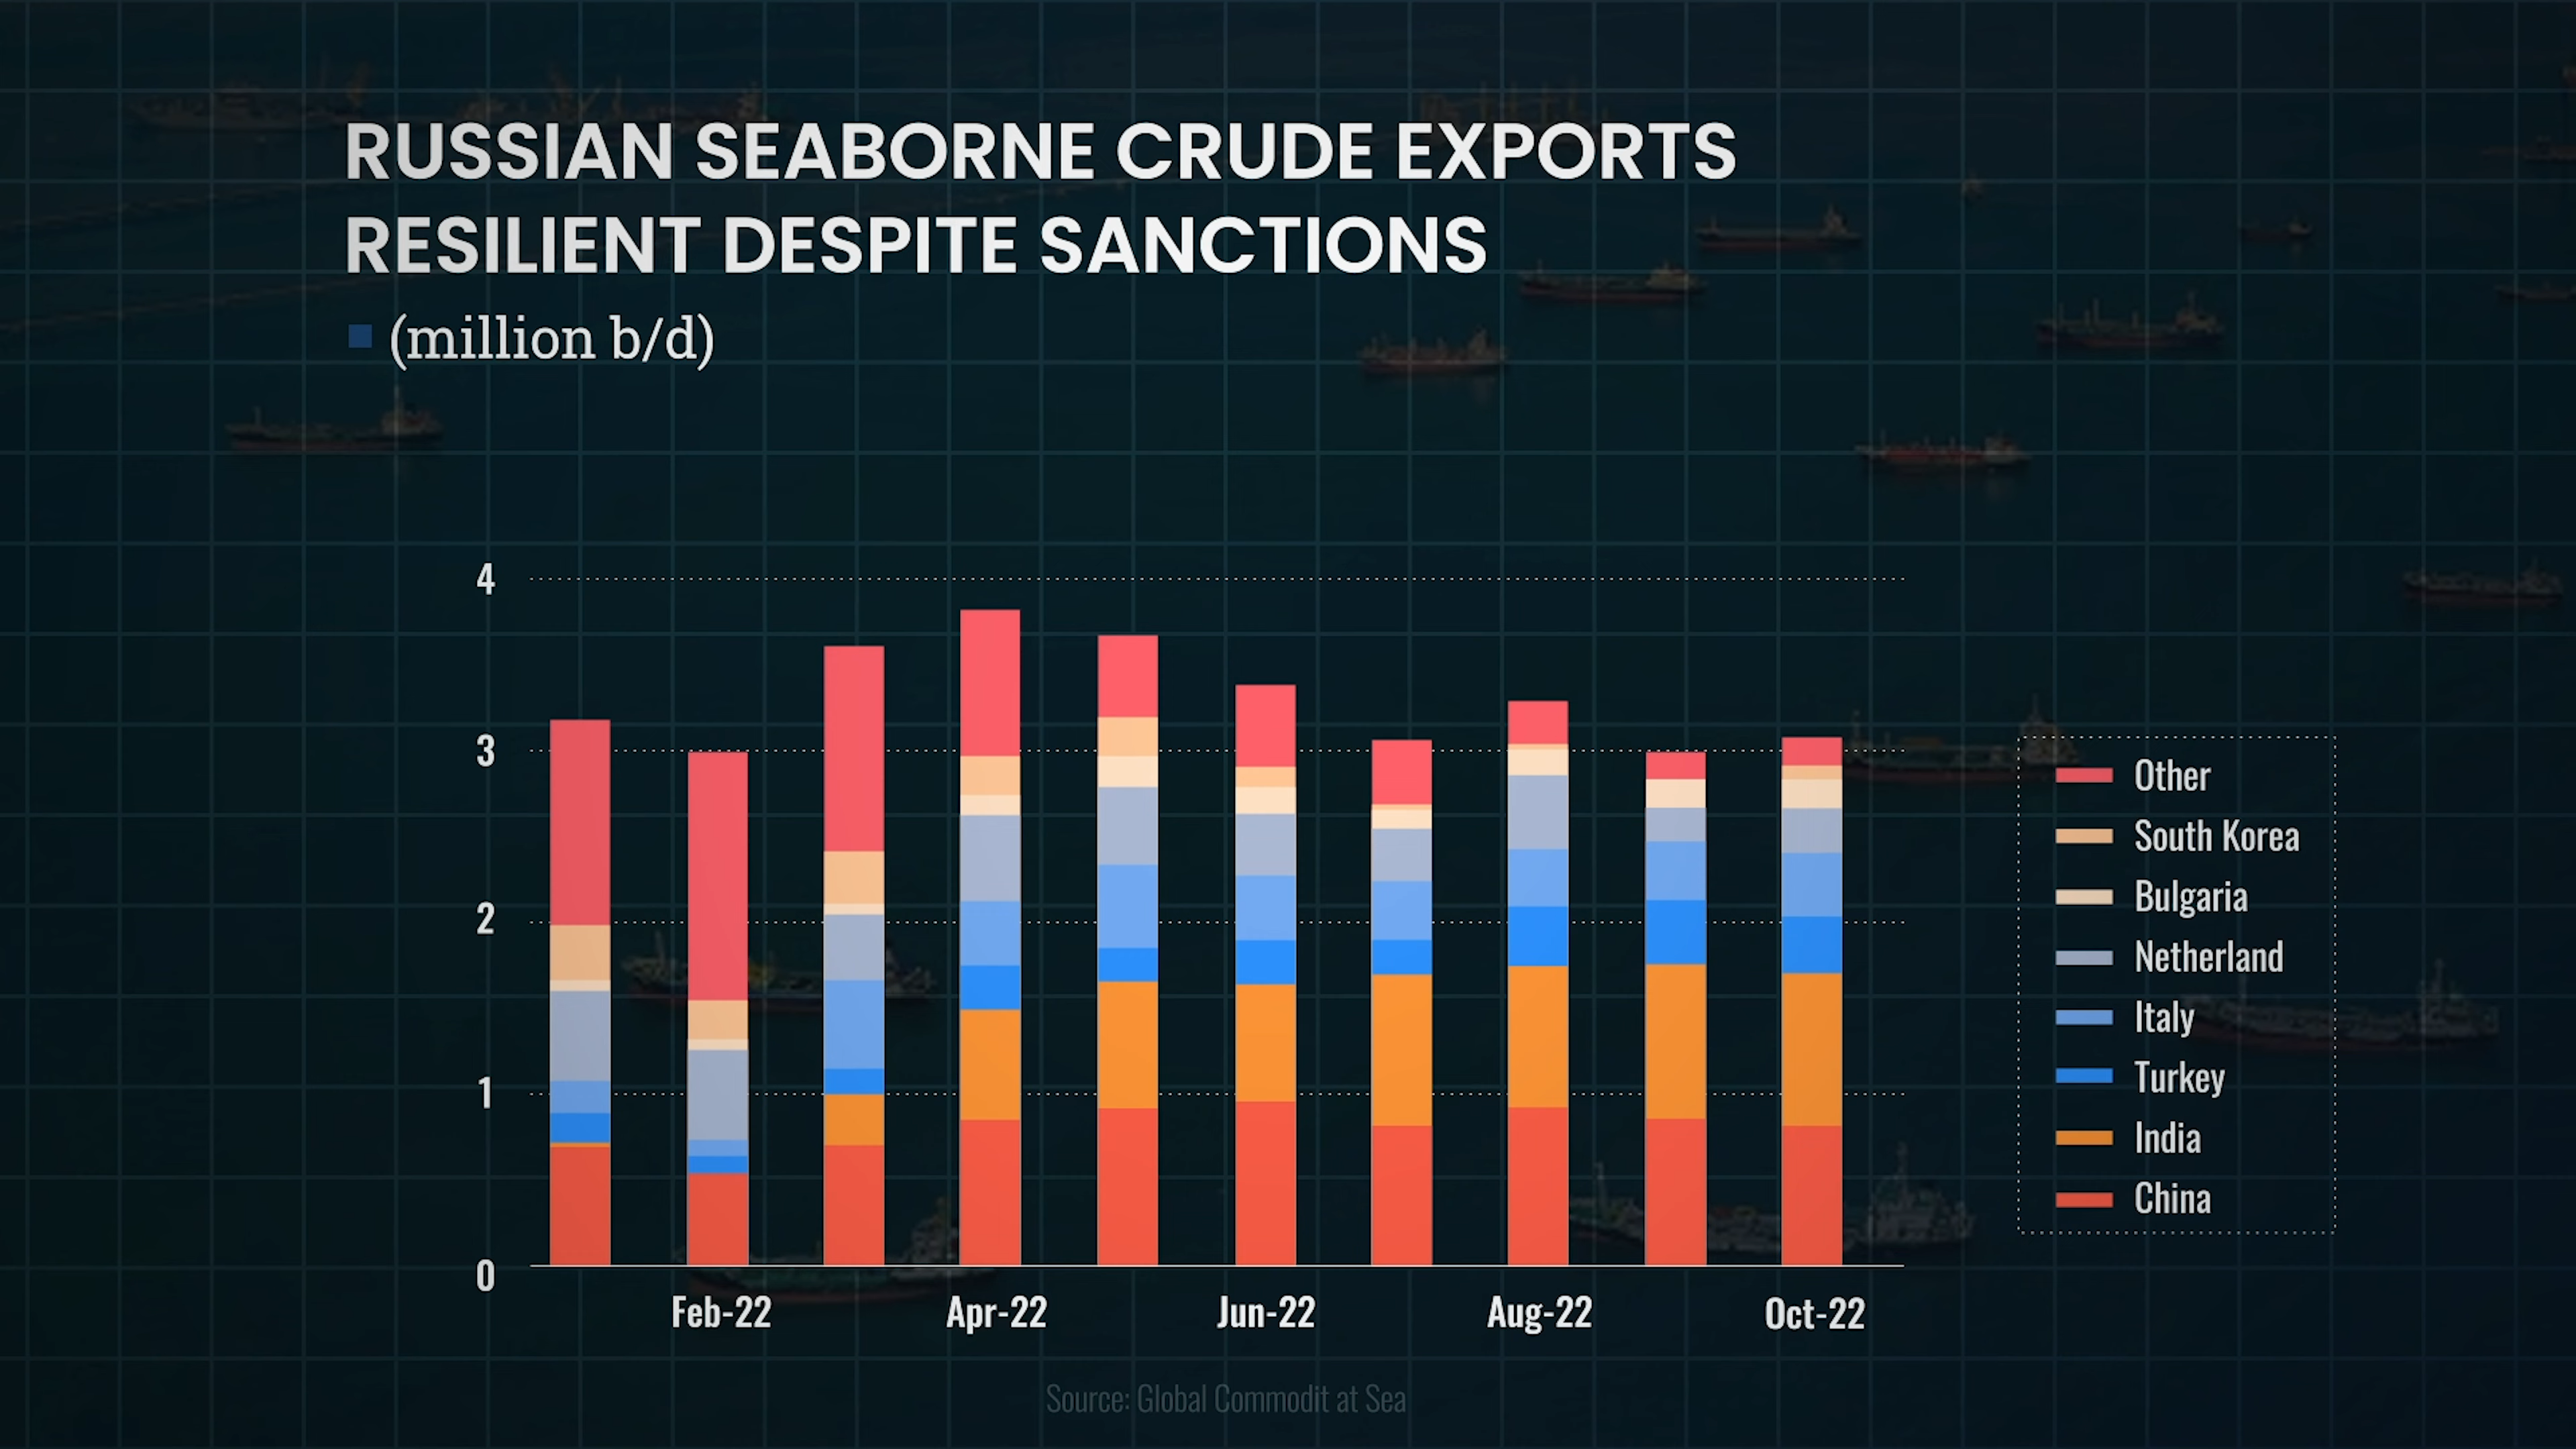 RUSSIAN SEABORNE CRUDE EXPORTS
RESILIENT DESPITE SANCTIONS
(million b/d)
4
3
2
1
0
Feb-22 Apr-22 Jun-22 Aug-22 Oct-22
Other
South Korea
Bulgaria
Netherland
Italy
Turkey
India
China
Source: Global Commodit at Sea